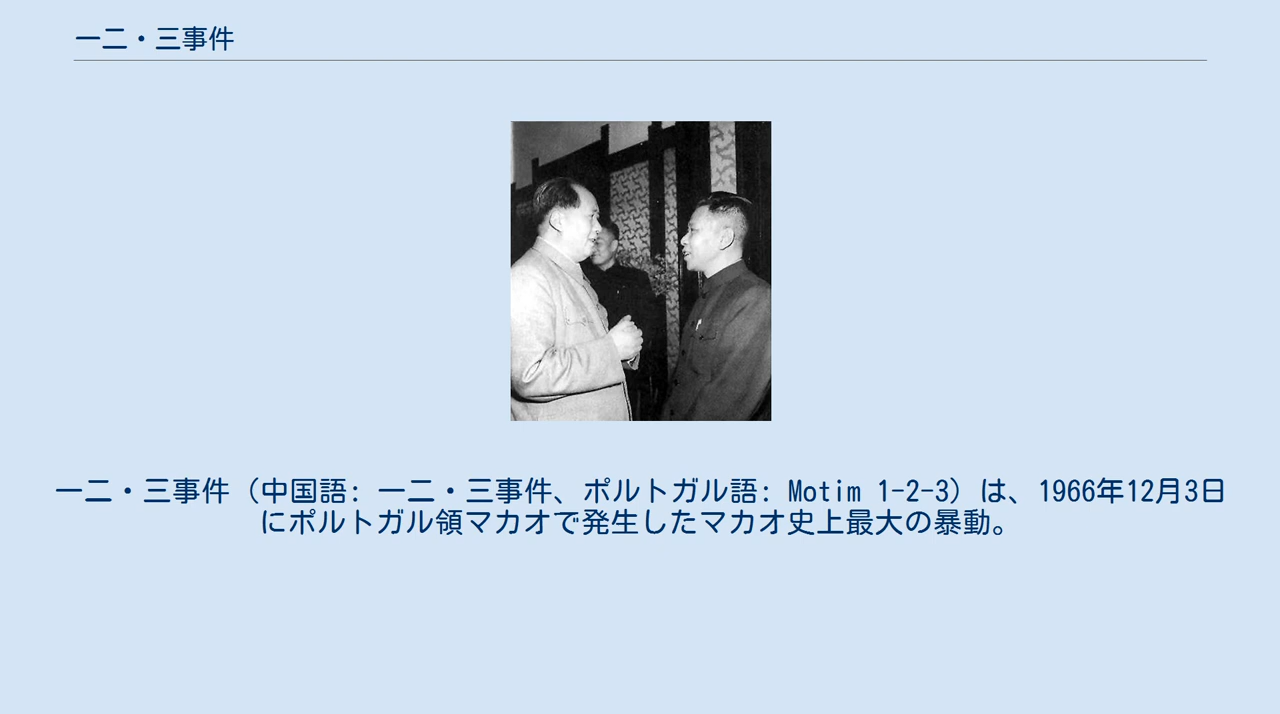 一二・三事件
一二・三事件（中国語: 一二・三事件、ポルトガル語: Motim 1-2-3）は、1966年12月3日
にポルトガル領マカオで発生したマカオ史上最大の暴動。